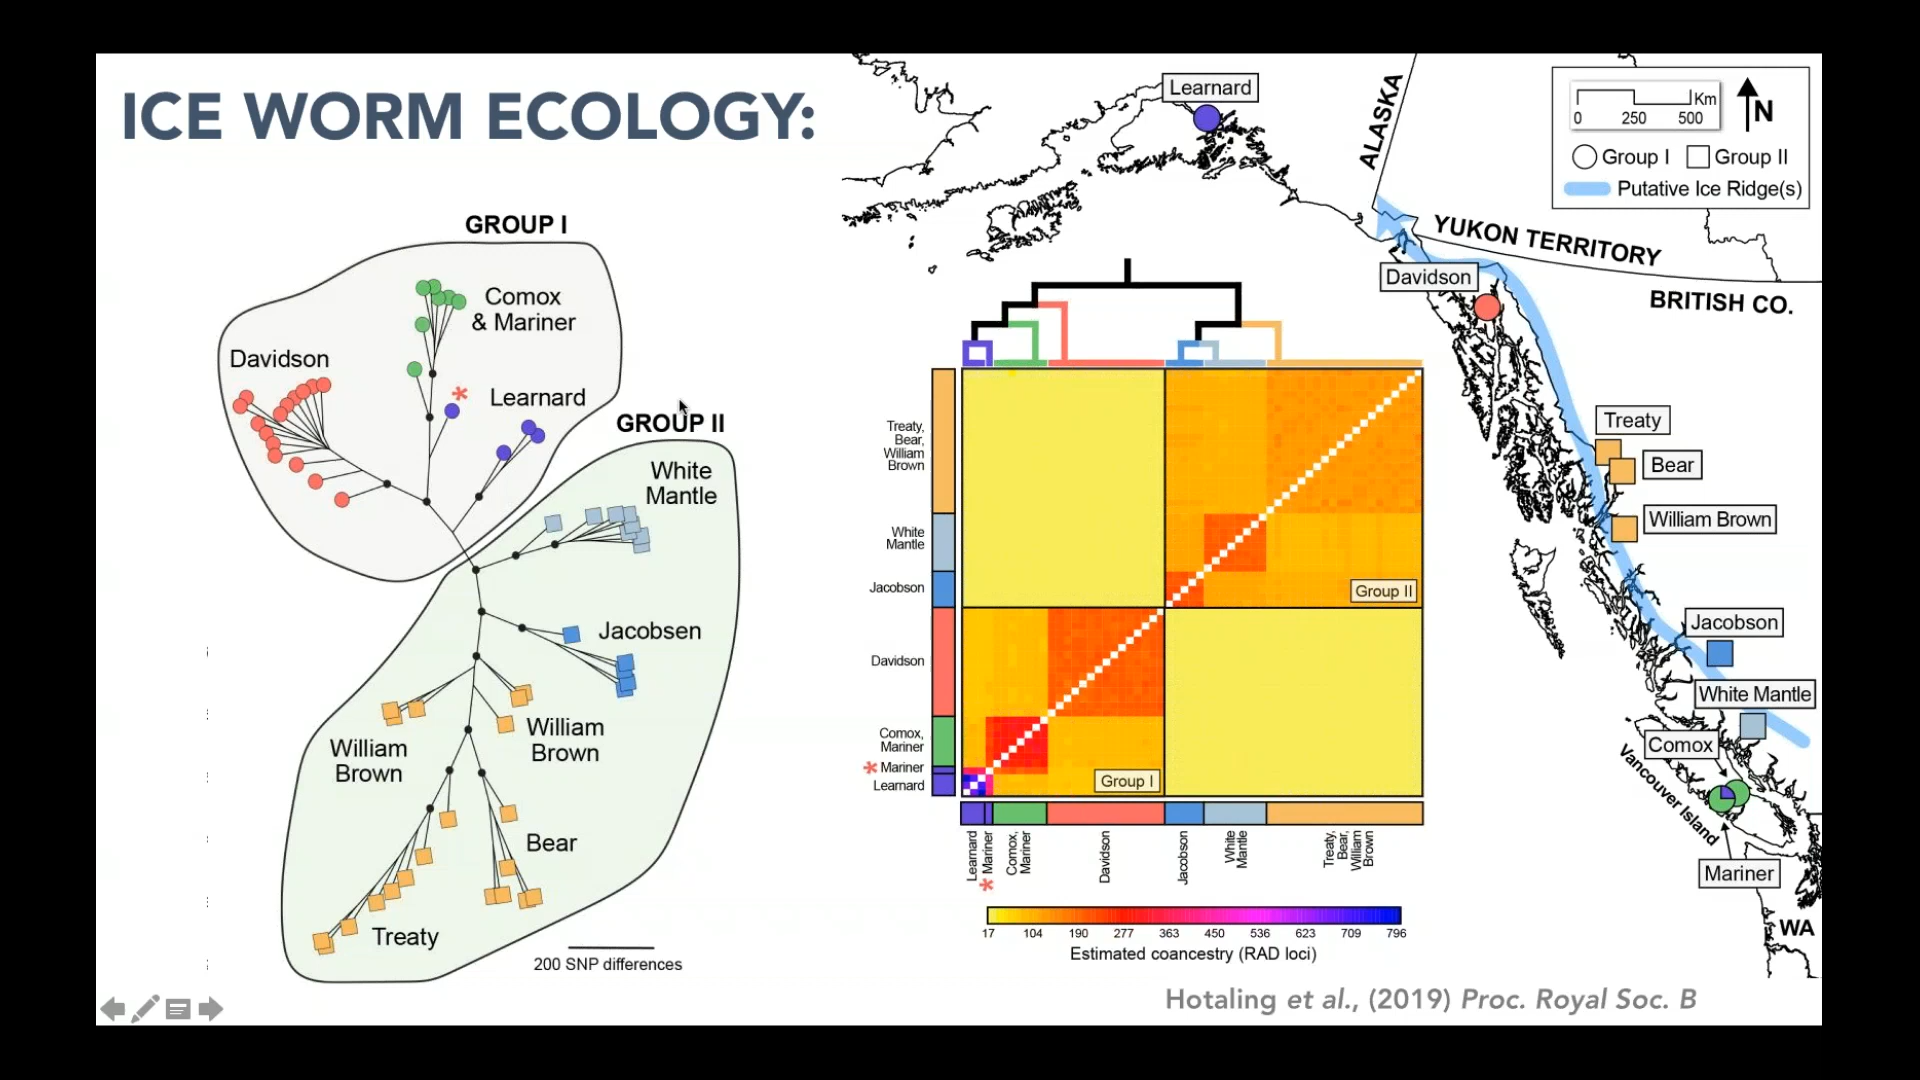 ICE WORM ECOLOGY:
GROUP I
Comox
& Mariner
Davidson
*
Learnard
GROUP II
White
Mantle
Jacobsen
William
Brown
William
Brown
Bear
Treaty
200 SNP differences
Treaty,
Bear,
William
Brown
White
Mantle
Jacobson
Davidson
Comox,
Mariner
* Mariner
Learnard
Group II
Group I
Learnard
* Mariner
Comox,
Mariner
Davidson
Jacobson
White
Mantle
Treaty,
Bear,
William
Brown
17 104 190 277 363 450 536 623 709 796
Estimated coancestry (RAD loci)
Learnard
ALASKA
Km
0 250 500
N
Group I Group II
Putative Ice Ridge(s)
YUKON TERRITORY
BRITISH CO.
Davidson
Treaty
Bear
William Brown
Jacobson
White Mantle
Comox
Vancouver Island
Mariner
WA
Hotaling et al., (2019) Proc. Royal Soc. B